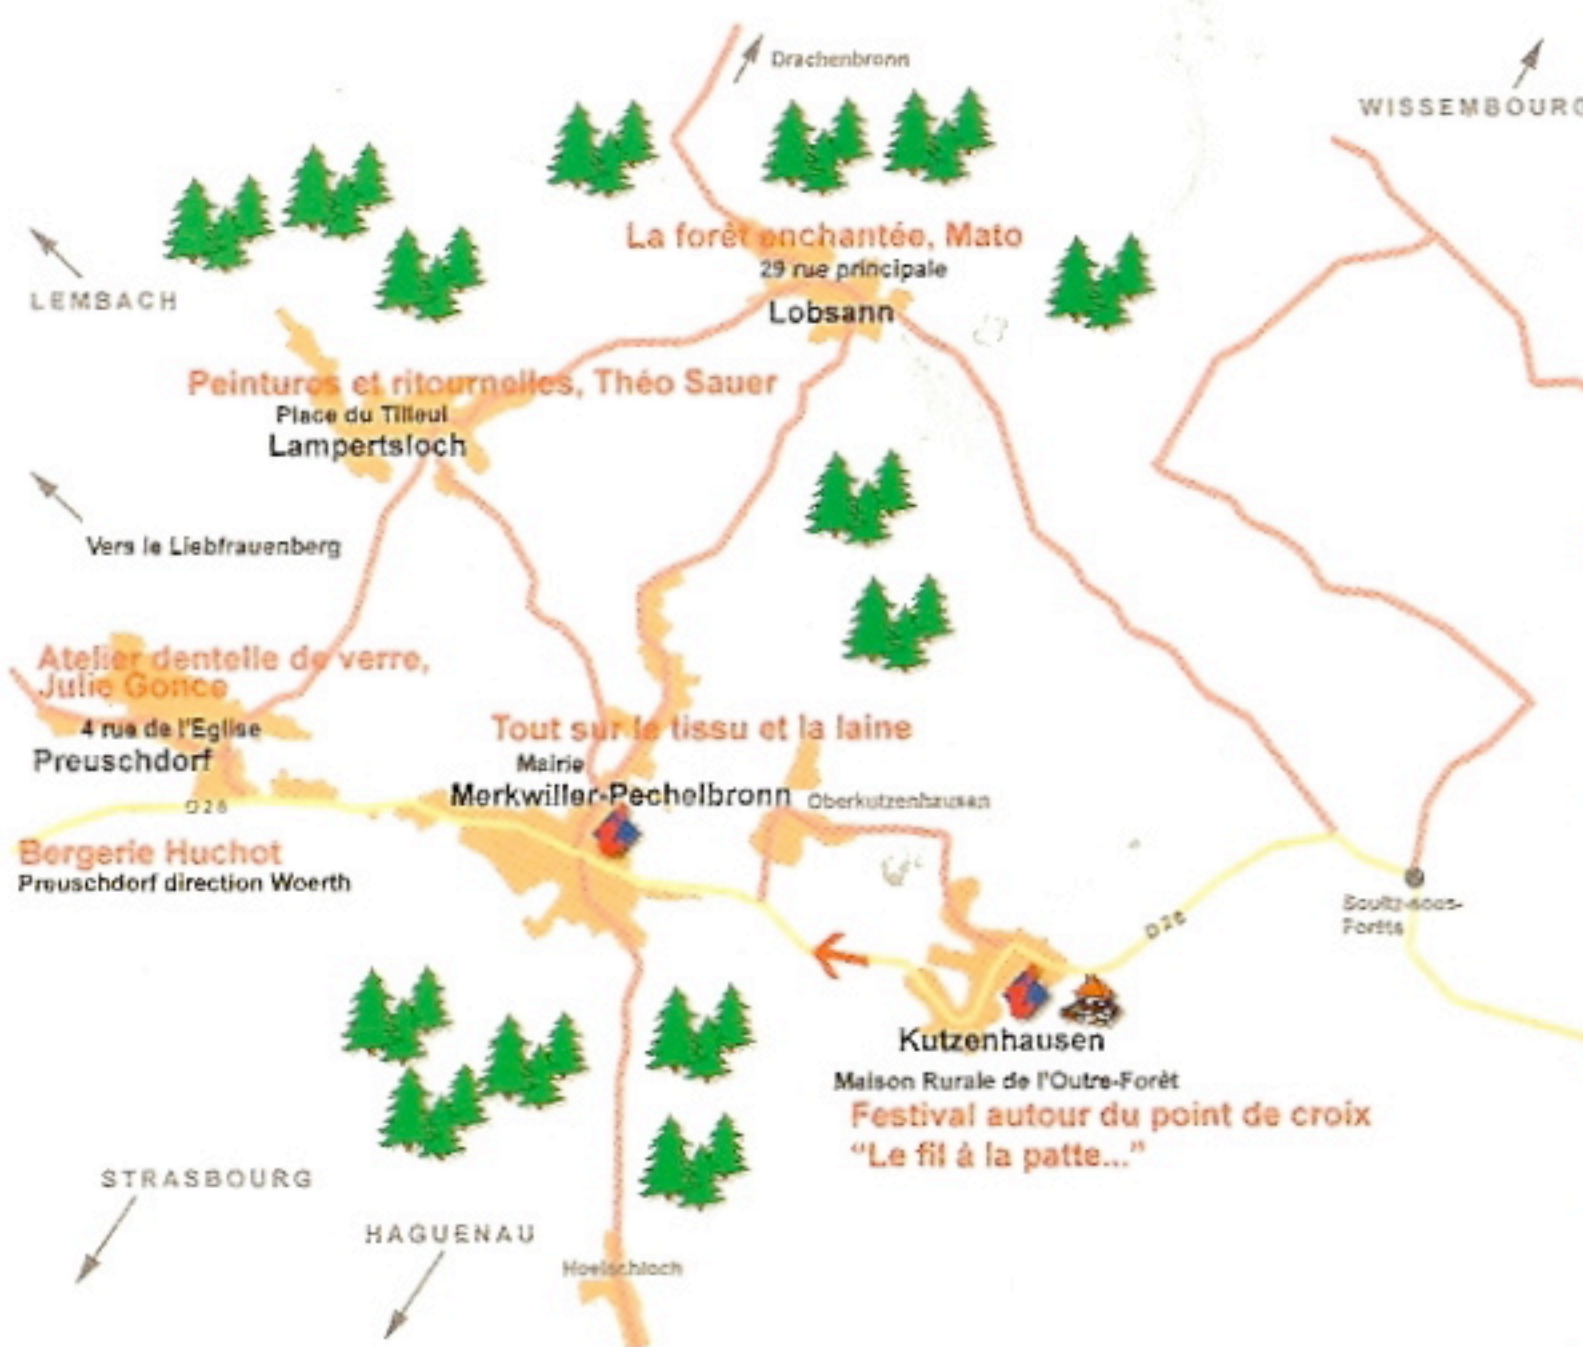 Drachenbronn
WISSEMBOURG
La forêt enchantée, Mato
29 rue principale
Lobsann
LEMBACH
Peintures et ritournelles, Théo Sauer
Place du Tilleul
Lampertsloch
Vers le Liebfrauenberg
Atelier dentelle de verre,
Julie Gonce
4 rue de l'Eglise
Preuschdorf
Tout sur le tissu et la laine
Mairie
Merkwiller-Pechelbronn
Oberkutzenhausen
D28
Bergerie Huchot
Preuschdorf direction Woerth
D28
Soultz-sous-
Forêts
Kutzenhausen
Maison Rurale de l'Outre-Forêt
Festival autour du point de croix
"Le fil à la patte..."
STRASBOURG
HAGUENAU
Hoelschloch